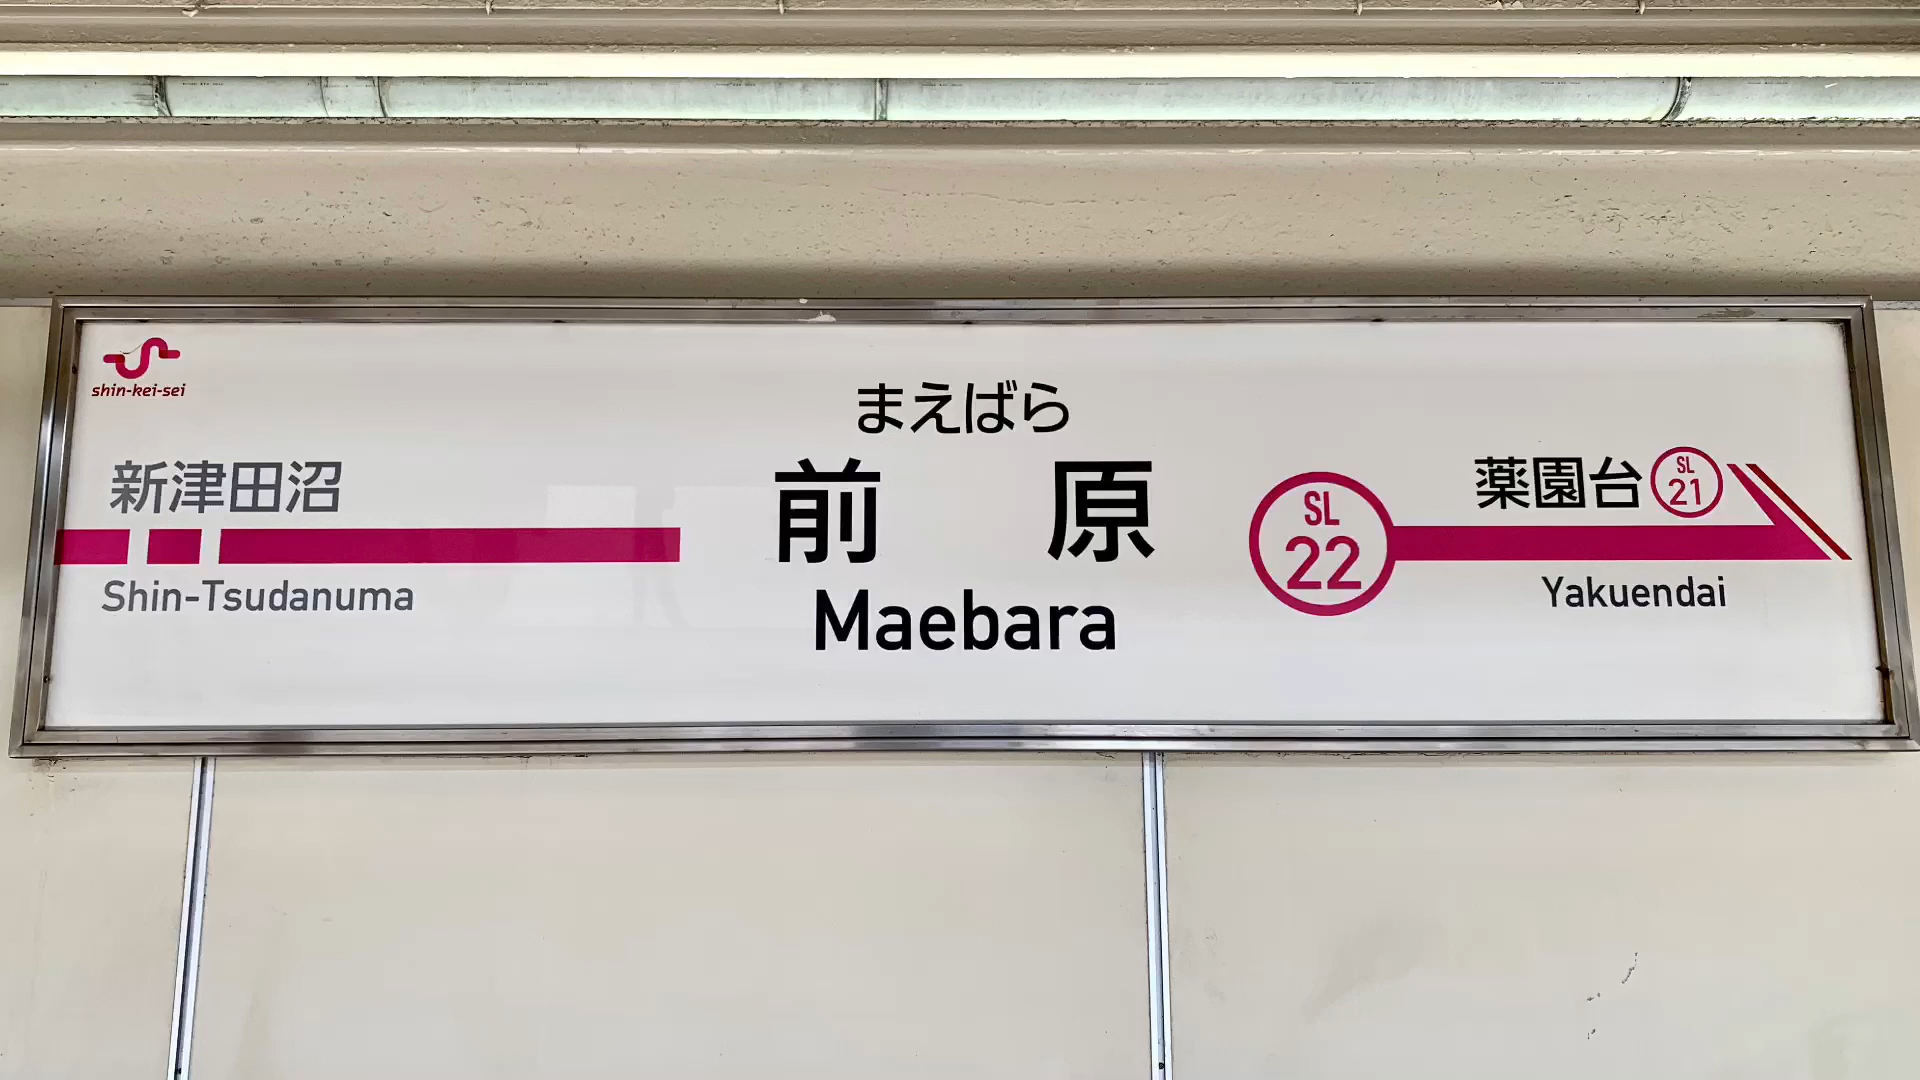 shin-kei-sei
まえばら
新津田沼
前 原
SL
22
薬園台
SL
21
Shin-Tsudanuma
Maebara
Yakuendai